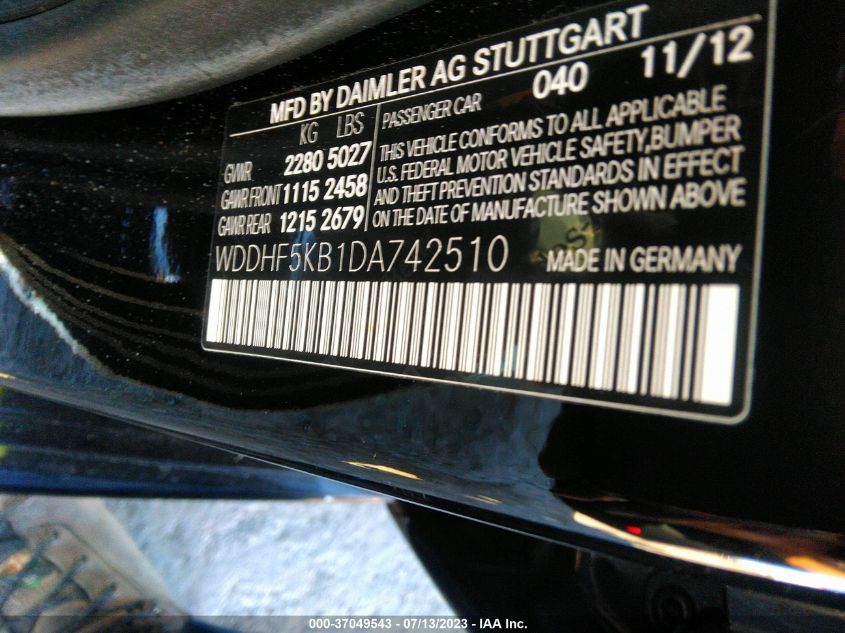 MFD BY DAIMLER AG STUTTGART
KG LBS
GVWR 2280 5027
GAWR FRONT 1115 2458
GAWR REAR 1215 2679
PASSENGER CAR 040 11/12
THIS VEHICLE CONFORMS TO ALL APPLICABLE
U.S. FEDERAL MOTOR VEHICLE SAFETY,BUMPER
AND THEFT PREVENTION STANDARDS IN EFFECT
ON THE DATE OF MANUFACTURE SHOWN ABOVE
WDDHF5KB1DA742510 MADE IN GERMANY
000-37049543 / 07/13/2023 - IAA Inc.